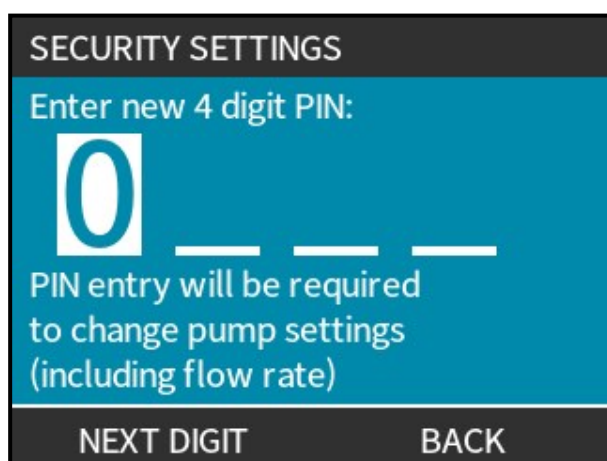 SECURITY SETTINGS
Enter new 4 digit PIN:
0 _ _ _
PIN entry will be required
to change pump settings
(including flow rate)
NEXT DIGIT BACK